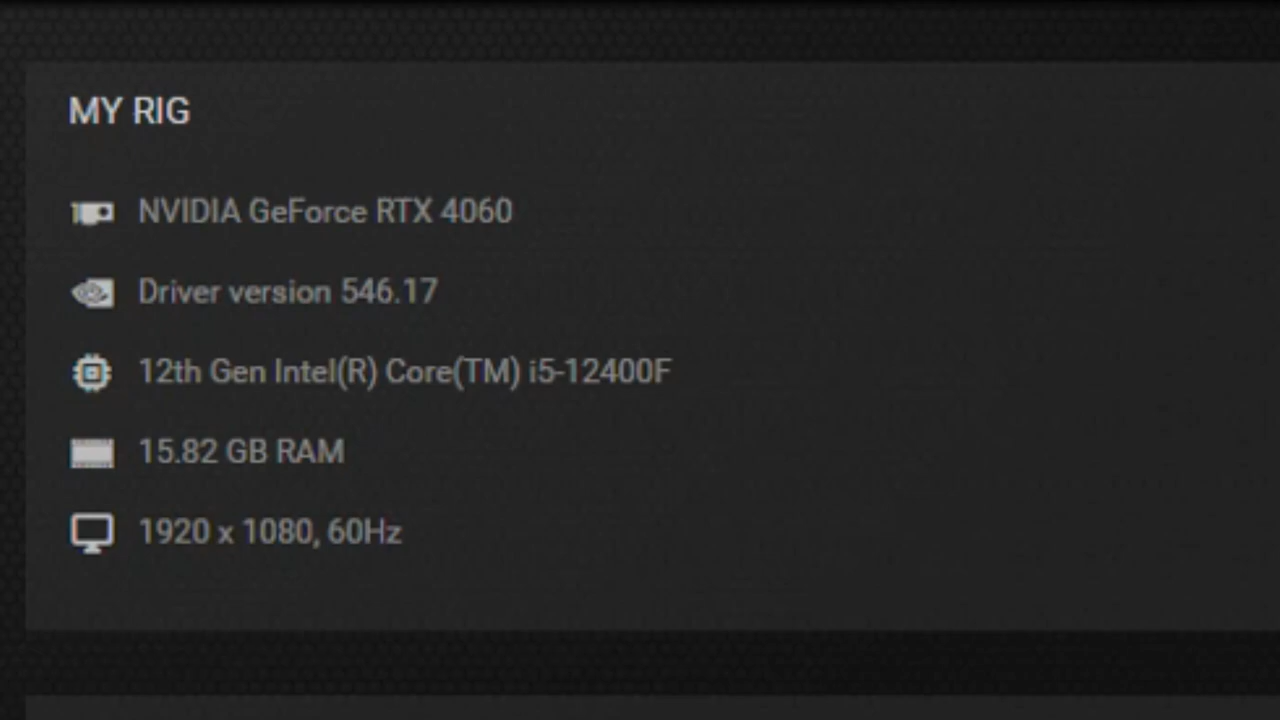 MY RIG
NVIDIA GeForce RTX 4060
Driver version 546.17
12th Gen Intel(R) Core(TM) i5-12400F
15.82 GB RAM
1920 x 1080, 60Hz